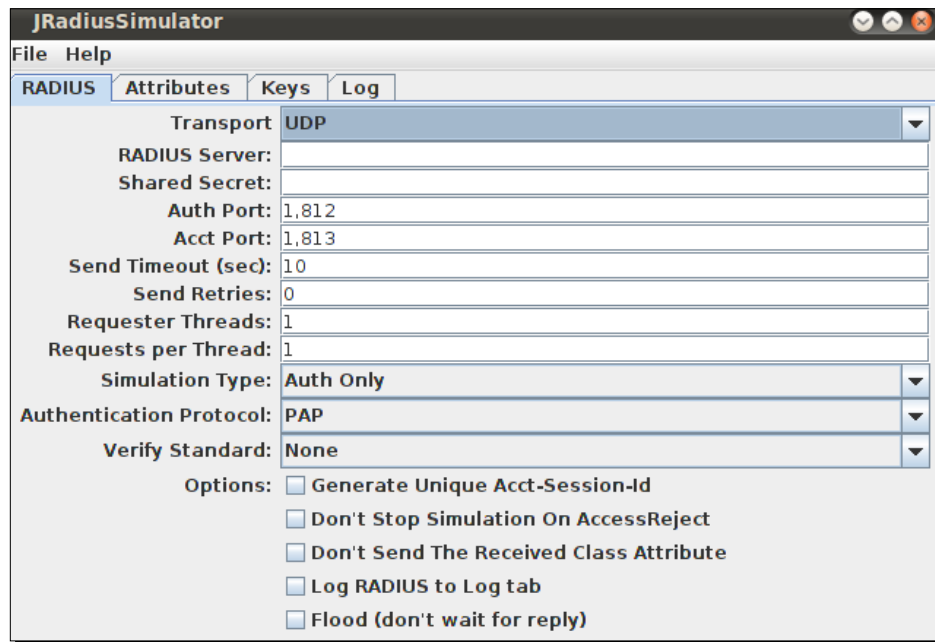 JRadiusSimulator
File Help
RADIUS Attributes Keys Log
Transport UDP
RADIUS Server:
Shared Secret:
Auth Port: 1,812
Acct Port: 1,813
Send Timeout (sec): 10
Send Retries: 0
Requester Threads: 1
Requests per Thread: 1
Simulation Type: Auth Only
Authentication Protocol: PAP
Verify Standard: None
Options: Generate Unique Acct-Session-Id
Don't Stop Simulation On AccessReject
Don't Send The Received Class Attribute
Log RADIUS to Log tab
Flood (don't wait for reply)